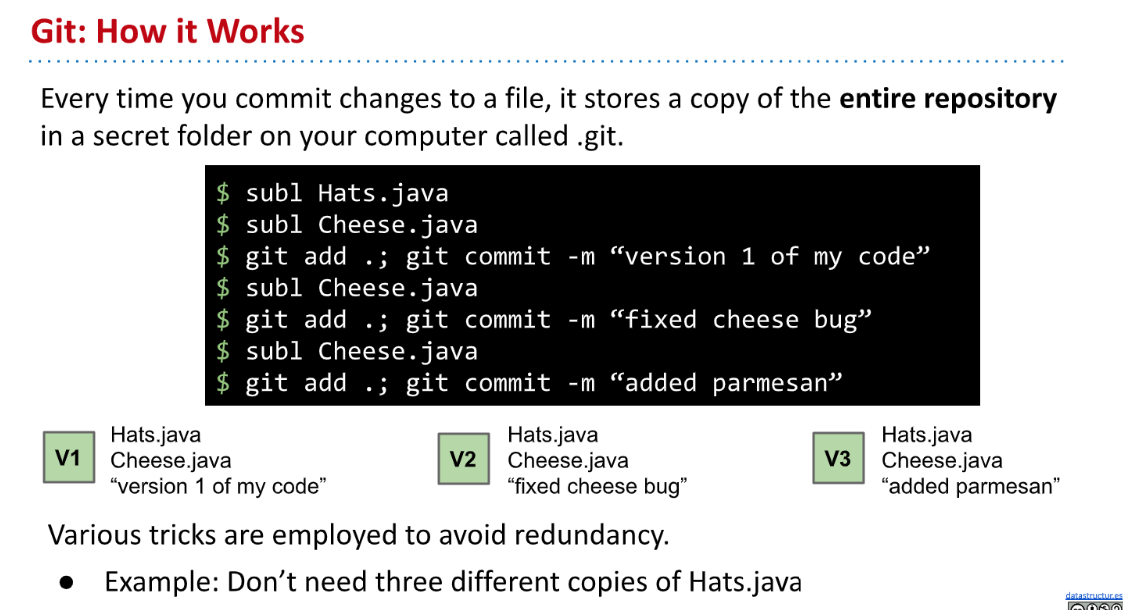 Git: How it Works
Every time you commit changes to a file, it stores a copy of the entire repository
in a secret folder on your computer called .git.
$ subl Hats.java
$ subl Cheese.java
$ git add .; git commit -m “version 1 of my code”
$ subl Cheese.java
$ git add .; git commit -m “fixed cheese bug”
$ subl Cheese.java
$ git add .; git commit -m “added parmesan”
V1
Hats.java
Cheese.java
“version 1 of my code”
V2
Hats.java
Cheese.java
“fixed cheese bug”
V3
Hats.java
Cheese.java
“added parmesan”
Various tricks are employed to avoid redundancy.
● Example: Don’t need three different copies of Hats.java
datastructur.es